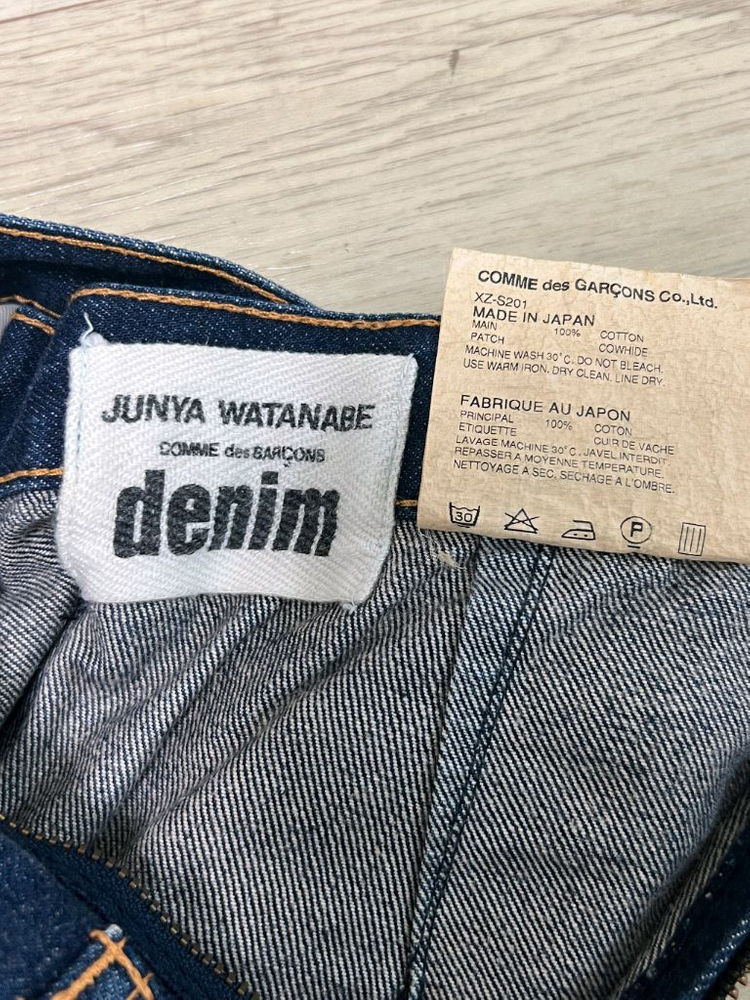 JUNYA WATANABE
COMME des GARÇONS
denim
COMME des GARÇONS Co.,Ltd.
XZ-S201
MADE IN JAPAN
MAIN 100% COTTON
PATCH COWHIDE
MACHINE WASH 30°C. DO NOT BLEACH.
USE WARM IRON. DRY CLEAN. LINE DRY.
FABRIQUE AU JAPON
PRINCIPAL 100% COTON
ETIQUETTE CUIR DE VACHE
LAVAGE MACHINE 30°C. JAVEL INTERDIT
REPASSER A MOYENNE TEMPERATURE
NETTOYAGE A SEC. SECHAGE A L'OMBRE.
30 P